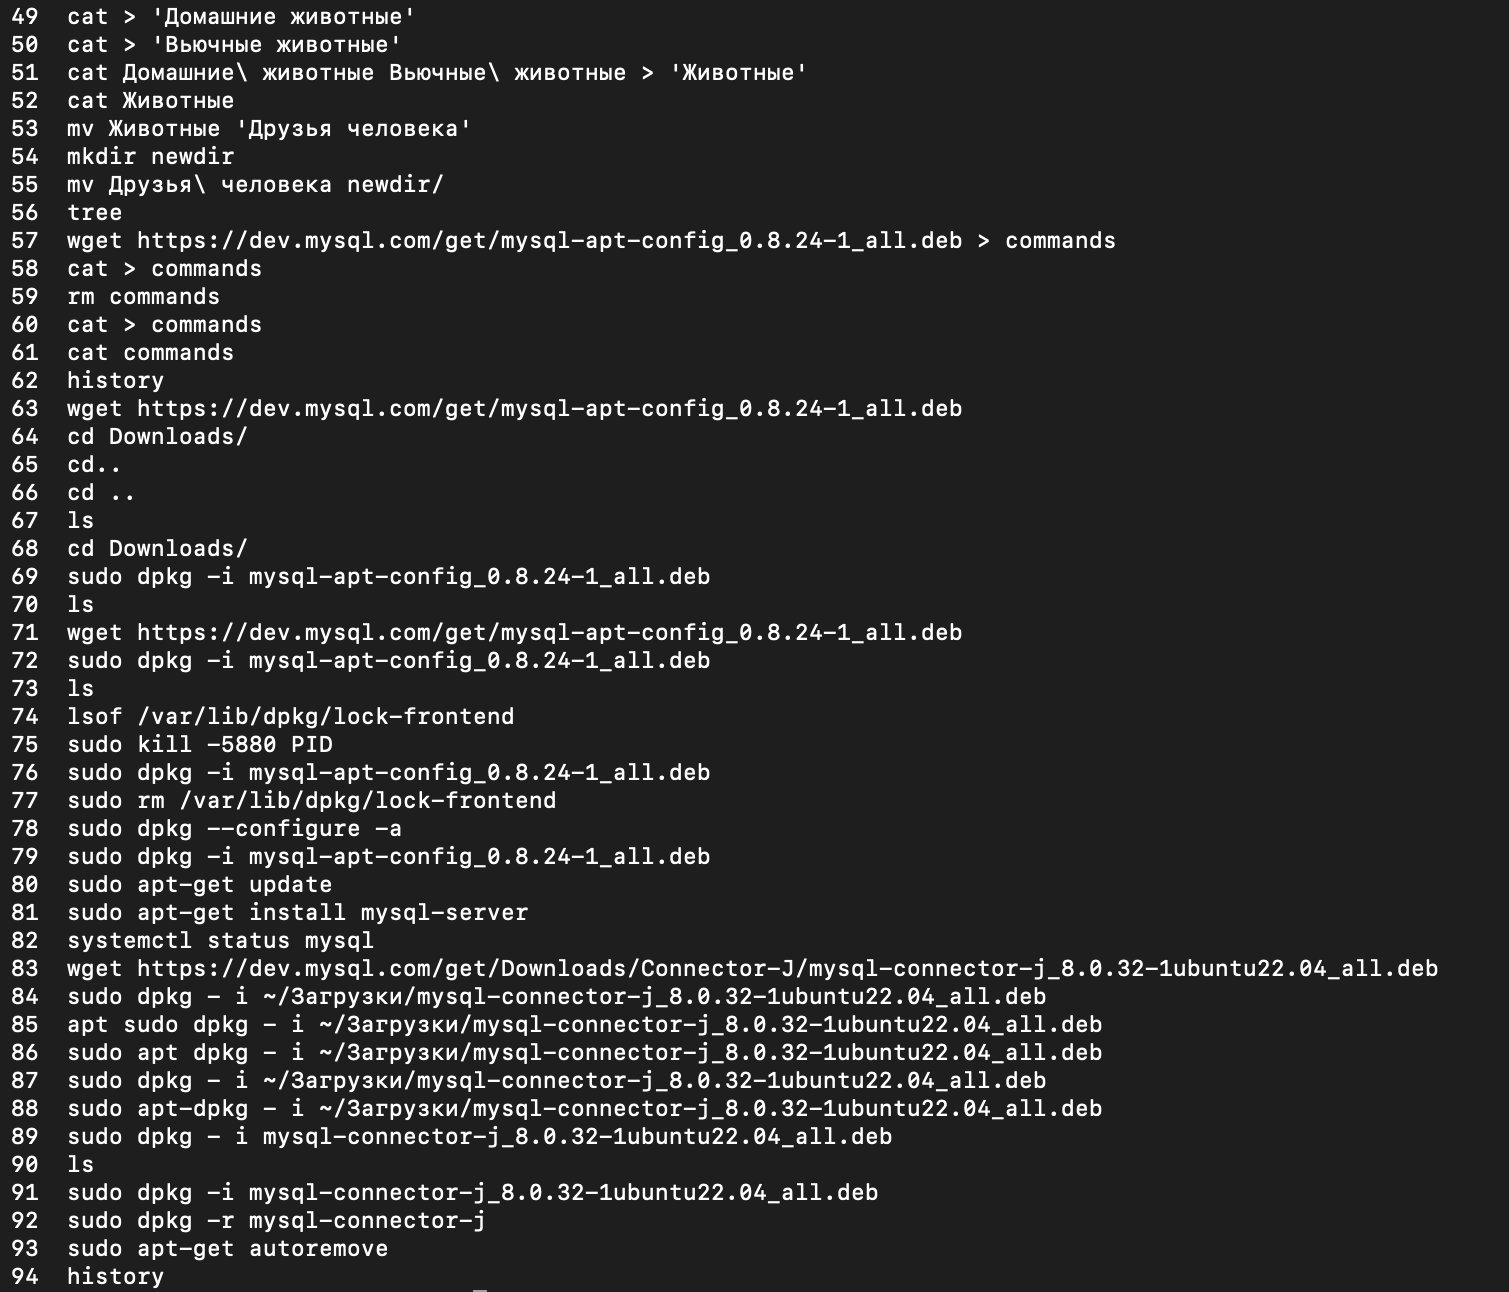 49 cat > 'Домашние животные'
50 cat > 'Вьючные животные'
51 cat Домашние\ животные Вьючные\ животные > 'Животные'
52 cat Животные
53 mv Животные 'Друзья человека'
54 mkdir newdir
55 mv Друзья\ человека newdir/
56 tree
57 wget https://dev.mysql.com/get/mysql-apt-config_0.8.24-1_all.deb > commands
58 cat > commands
59 rm commands
60 cat > commands
61 cat commands
62 history
63 wget https://dev.mysql.com/get/mysql-apt-config_0.8.24-1_all.deb
64 cd Downloads/
65 cd..
66 cd ..
67 ls
68 cd Downloads/
69 sudo dpkg -i mysql-apt-config_0.8.24-1_all.deb
70 ls
71 wget https://dev.mysql.com/get/mysql-apt-config_0.8.24-1_all.deb
72 sudo dpkg -i mysql-apt-config_0.8.24-1_all.deb
73 ls
74 lsof /var/lib/dpkg/lock-frontend
75 sudo kill -5880 PID
76 sudo dpkg -i mysql-apt-config_0.8.24-1_all.deb
77 sudo rm /var/lib/dpkg/lock-frontend
78 sudo dpkg --configure -a
79 sudo dpkg -i mysql-apt-config_0.8.24-1_all.deb
80 sudo apt-get update
81 sudo apt-get install mysql-server
82 systemctl status mysql
83 wget https://dev.mysql.com/get/Downloads/Connector-J/mysql-connector-j_8.0.32-1ubuntu22.04_all.deb
84 sudo dpkg - i ~/Загрузки/mysql-connector-j_8.0.32-1ubuntu22.04_all.deb
85 apt sudo dpkg - i ~/Загрузки/mysql-connector-j_8.0.32-1ubuntu22.04_all.deb
86 sudo apt dpkg - i ~/Загрузки/mysql-connector-j_8.0.32-1ubuntu22.04_all.deb
87 sudo dpkg - i ~/Загрузки/mysql-connector-j_8.0.32-1ubuntu22.04_all.deb
88 sudo apt-dpkg - i ~/Загрузки/mysql-connector-j_8.0.32-1ubuntu22.04_all.deb
89 sudo dpkg - i mysql-connector-j_8.0.32-1ubuntu22.04_all.deb
90 ls
91 sudo dpkg -i mysql-connector-j_8.0.32-1ubuntu22.04_all.deb
92 sudo dpkg -r mysql-connector-j
93 sudo apt-get autoremove
94 history